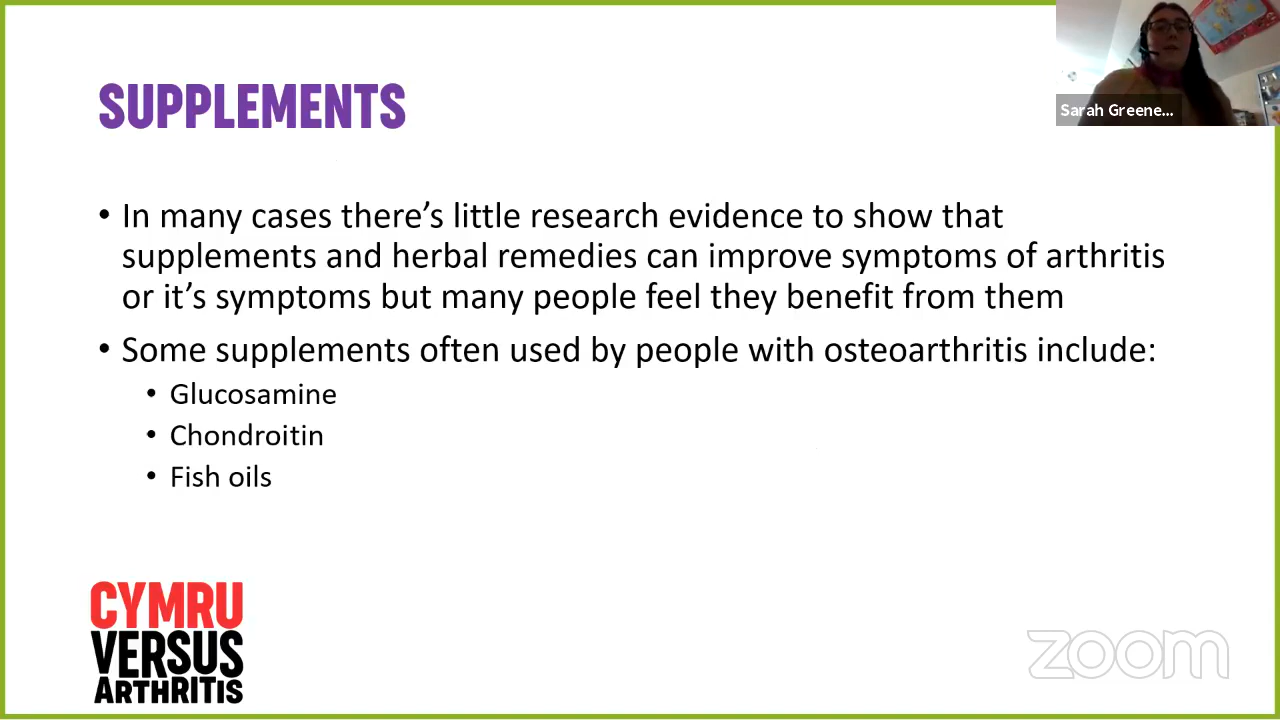 SUPPLEMENTS
Sarah Greene...
• In many cases there’s little research evidence to show that
supplements and herbal remedies can improve symptoms of arthritis
or it’s symptoms but many people feel they benefit from them
• Some supplements often used by people with osteoarthritis include:
• Glucosamine
• Chondroitin
• Fish oils
CYMRU
VERSUS
ARTHRITIS
zoom